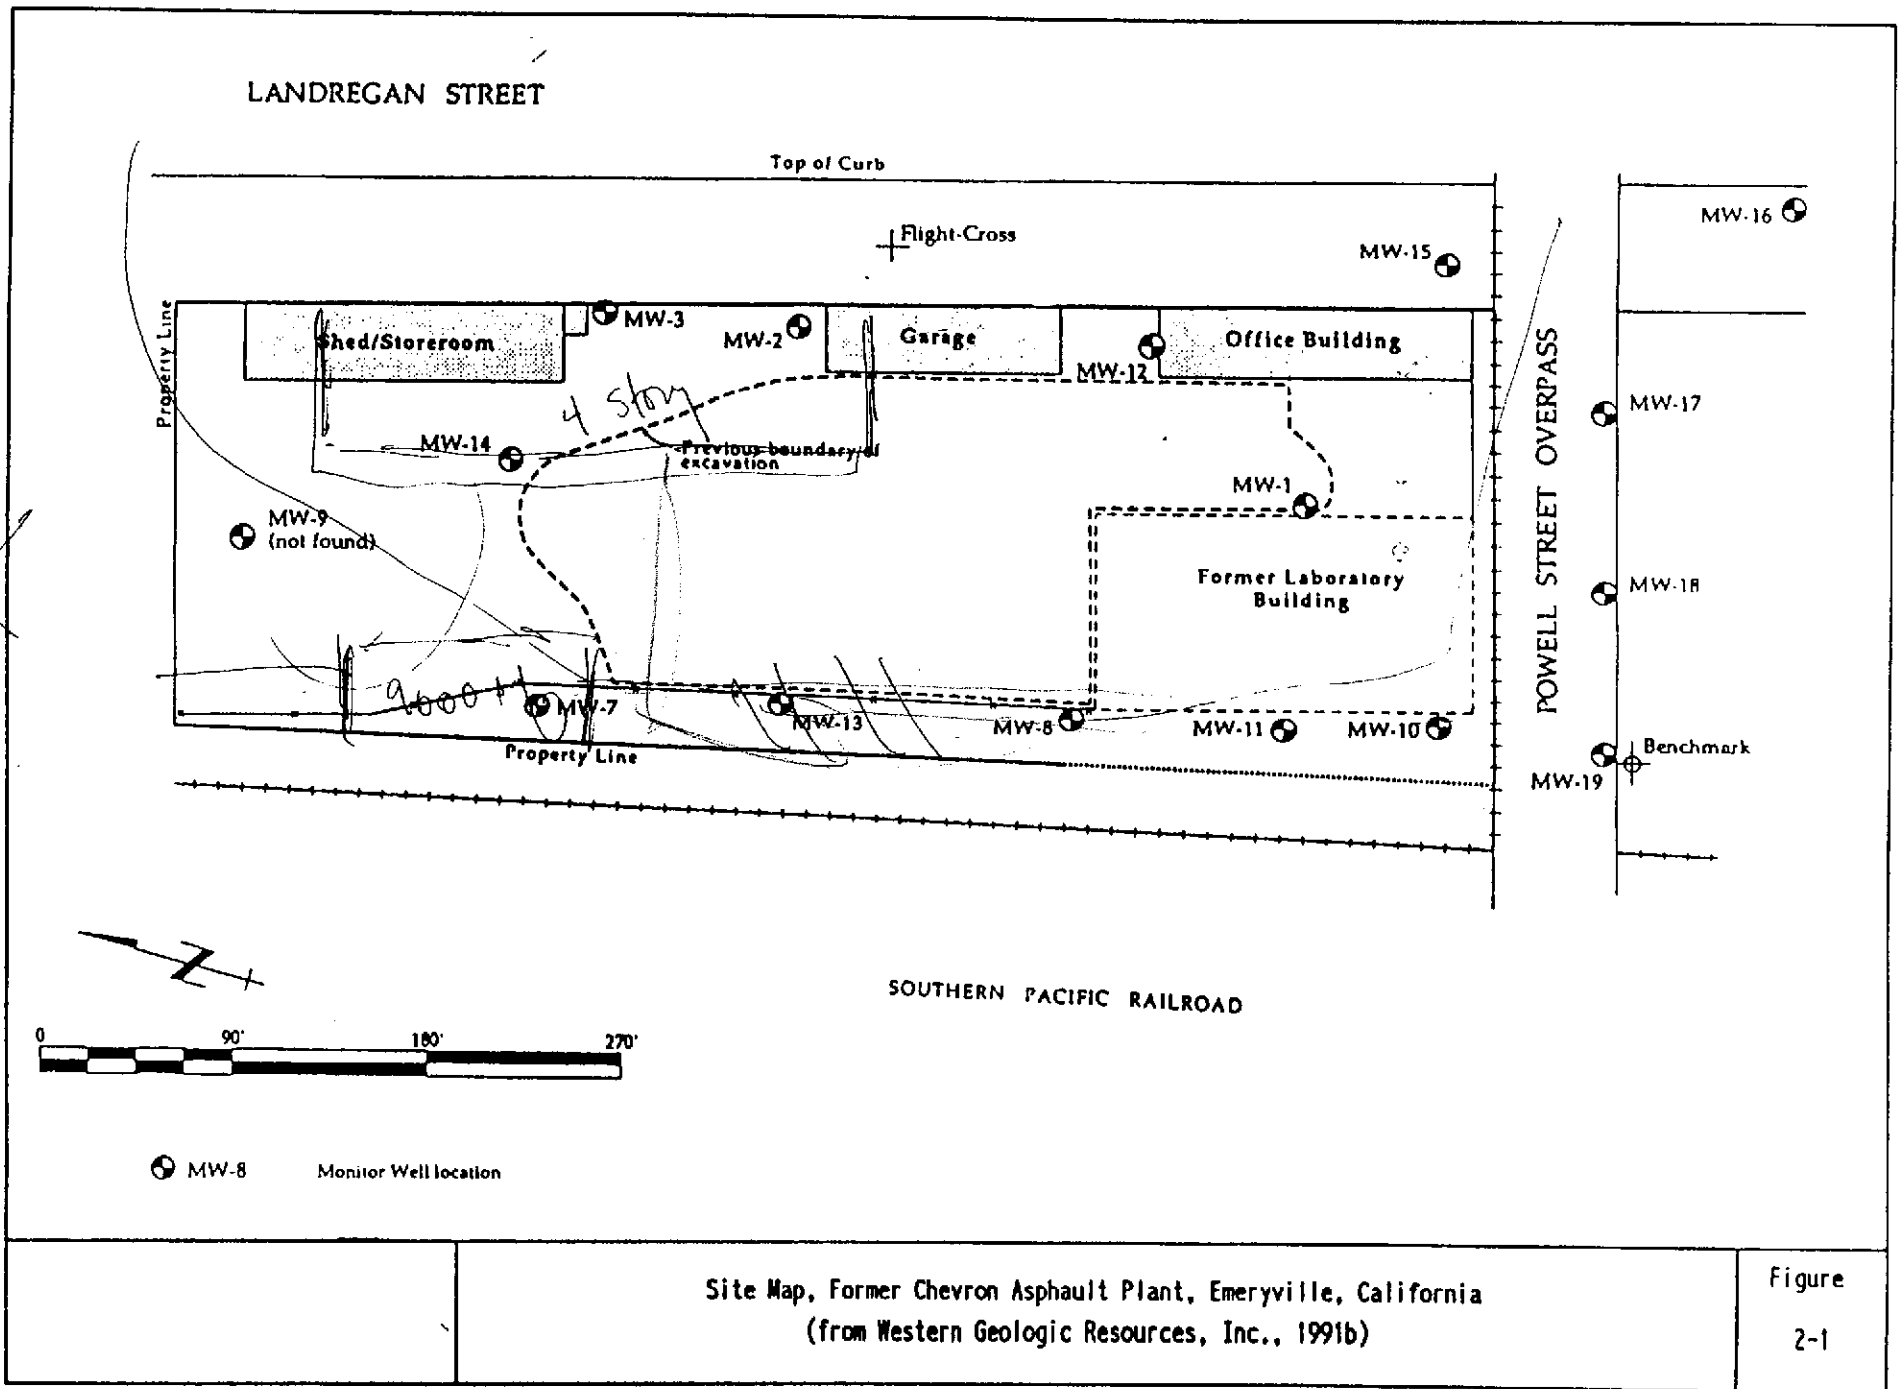 LANDREGAN STREET
Top of Curb
MW-16
Flight-Cross
MW-15
Property Line
MW-3
MW-2
Shed/Storeroom
Garage
Office Building
MW-12
4 story
MW-17
MW-14
Previous boundary of
excavation
MW-1
MW-9
(not found)
POWELL STREET OVERPASS
Former Laboratory
Building
MW-18
MW-7
MW-13
MW-8
MW-11
MW-10
Property Line
Benchmark
MW-19
N
SOUTHERN PACIFIC RAILROAD
0 90' 180' 270'
MW-8 Monitor Well location
Site Map, Former Chevron Asphault Plant, Emeryville, California
(from Western Geologic Resources, Inc., 1991b)
Figure
2-1